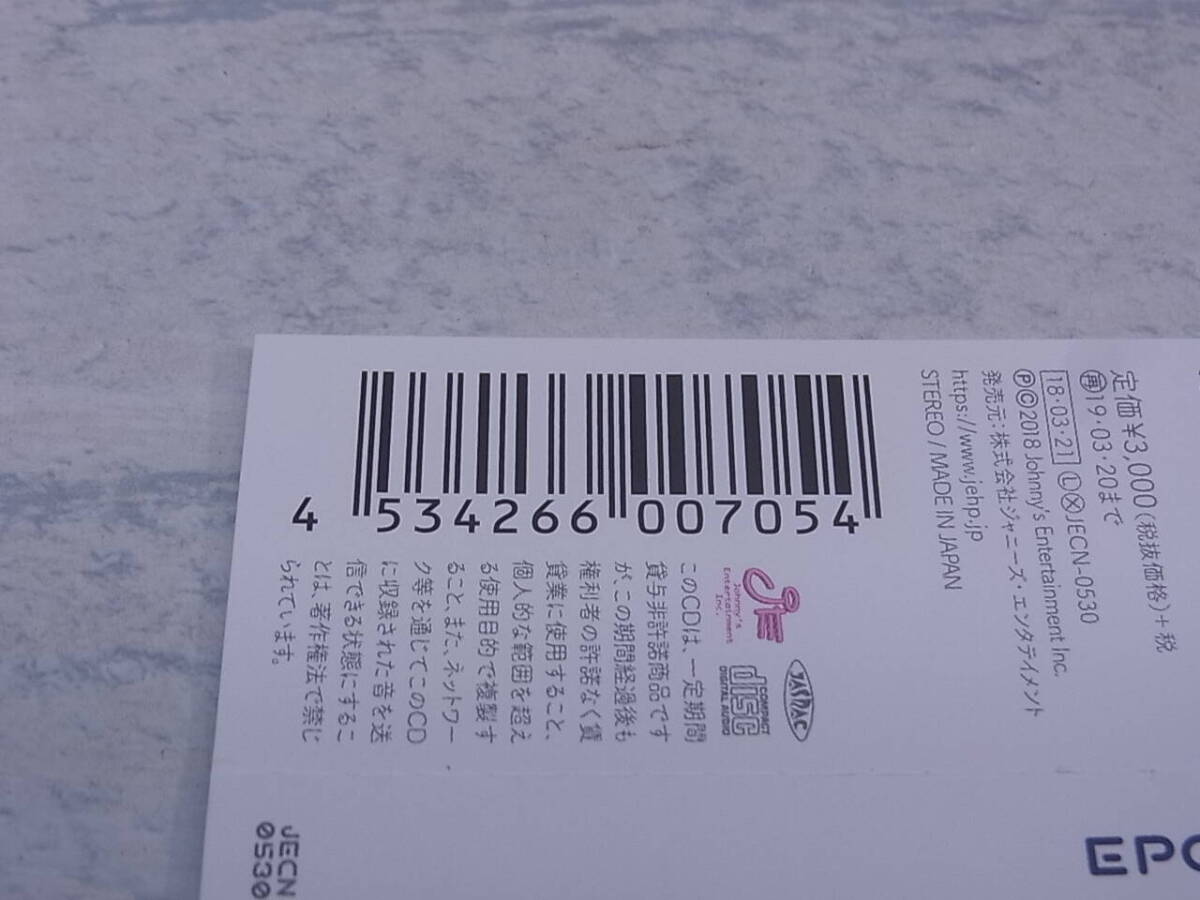 定価¥3,000(税抜価格)+税
再19・03・20まで
18・03・21 ⓁⓍJECN-0530
ⓅⒸ2018 Johnny's Entertainment Inc.
発売元:株式会社ジャニーズ・エンタテイメント
https://www.jehp.jp
STEREO / MADE IN JAPAN
4 534266 007054
Johnny's
Entertainment
Inc.
JASRAC
COMPACT
disc
DIGITAL AUDIO
このCDは、一定期間
貸与非許諾商品です
が、この期間経過後も
権利者の許諾なく賃
貸業に使用すること、
個人的な範囲を超え
る使用目的で複製す
ること、また、ネットワー
ク等を通じてこのCD
に収録された音を送
信できる状態にするこ
とは、著作権法で禁じ
られています。
JECN
0530
EPC